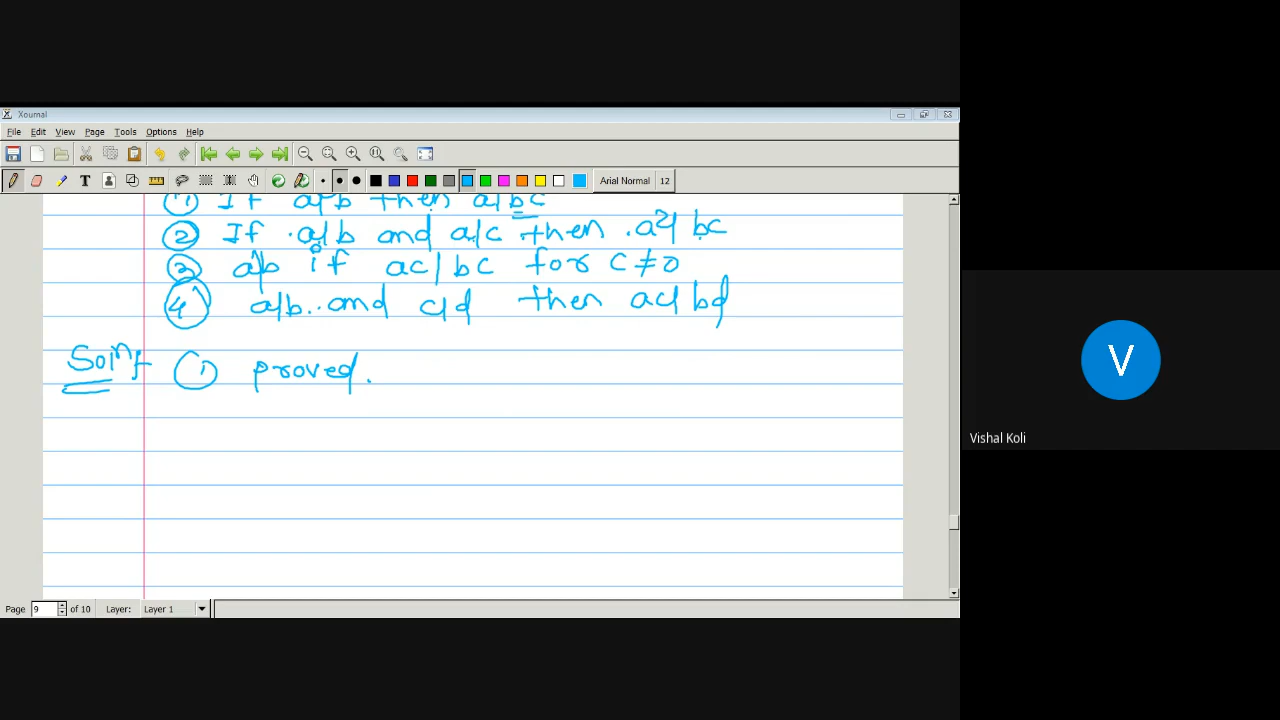 Xournal
File Edit View Page Tools Options Help
Arial Normal 12
① If a/b then a/bc
② If a/b and a/c then a²/bc
③ a/b if ac/bc for c≠0
④ a/b and c/d then ac/bd
Solⁿ: ① proved.
Vishal Koli
Page 9 of 10 Layer: Layer 1
V